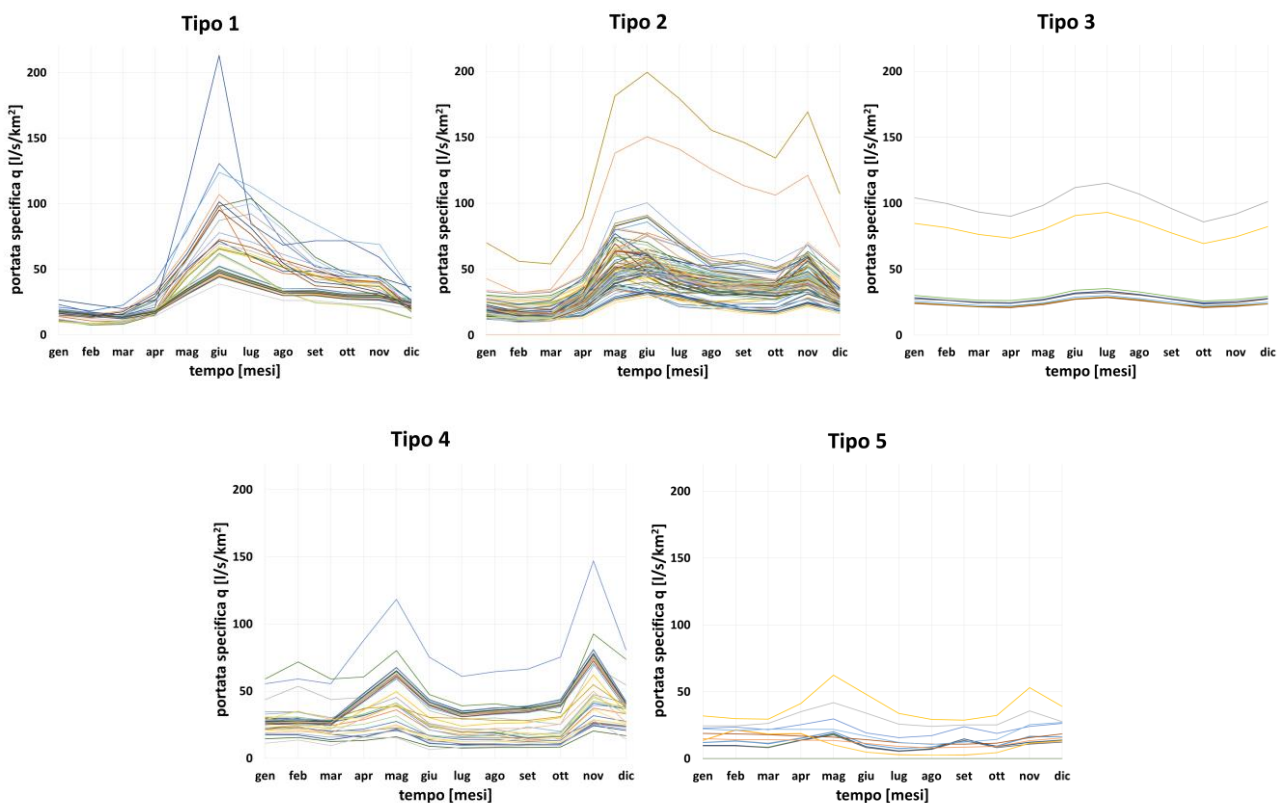 Tipo 1
portata specifica q [l/s/km²]
200
150
100
50
0
gen feb mar apr mag giu lug ago set ott nov dic
tempo [mesi]
Tipo 2
portata specifica q [l/s/km²]
200
150
100
50
0
gen feb mar apr mag giu lug ago set ott nov dic
tempo [mesi]
Tipo 3
portata specifica q [l/s/km²]
200
150
100
50
0
gen feb mar apr mag giu lug ago set ott nov dic
tempo [mesi]
Tipo 4
portata specifica q [l/s/km²]
200
150
100
50
0
gen feb mar apr mag giu lug ago set ott nov dic
tempo [mesi]
Tipo 5
portata specifica q [l/s/km²]
200
150
100
50
0
gen feb mar apr mag giu lug ago set ott nov dic
tempo [mesi]